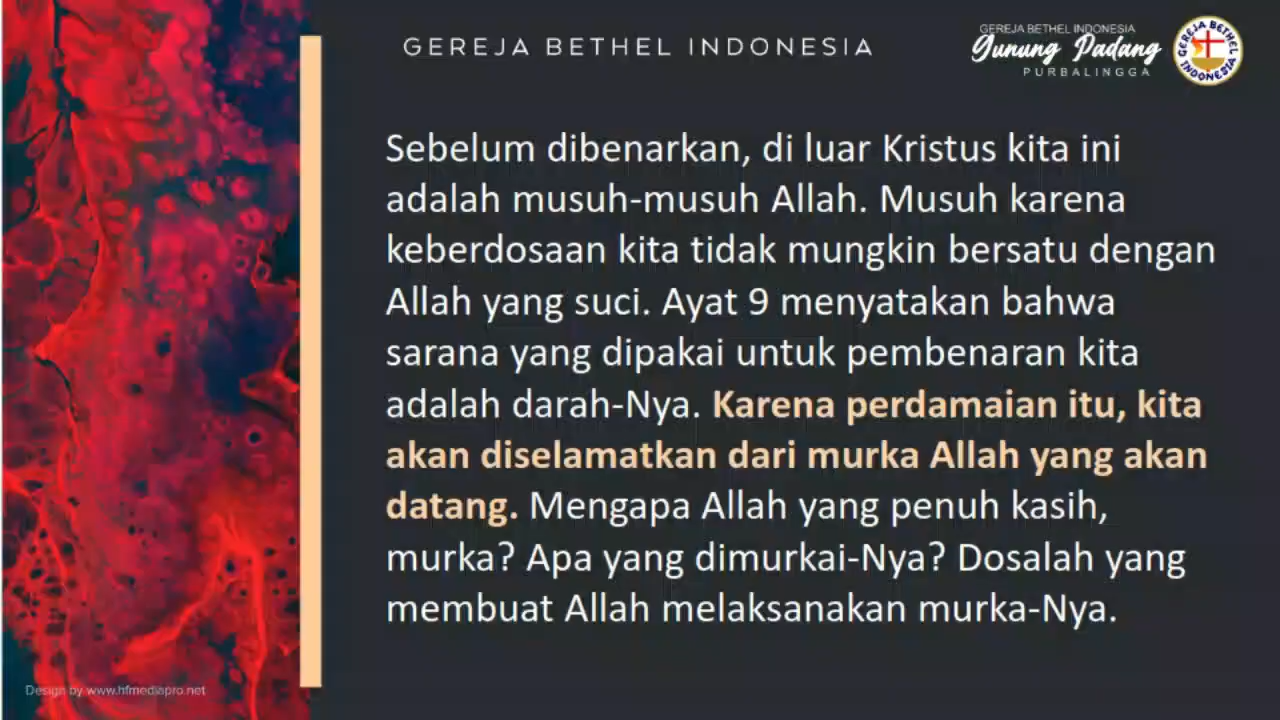 GEREJA BETHEL INDONESIA
GEREJA BETHEL INDONESIA
Gunung Padang
PURBALINGGA
GEREJA BETHEL
INDONESIA
Sebelum dibenarkan, di luar Kristus kita ini
adalah musuh-musuh Allah. Musuh karena
keberdosaan kita tidak mungkin bersatu dengan
Allah yang suci. Ayat 9 menyatakan bahwa
sarana yang dipakai untuk pembenaran kita
adalah darah-Nya. Karena perdamaian itu, kita
akan diselamatkan dari murka Allah yang akan
datang. Mengapa Allah yang penuh kasih,
murka? Apa yang dimurkai-Nya? Dosalah yang
membuat Allah melaksanakan murka-Nya.
Design by www.hfmediapro.net